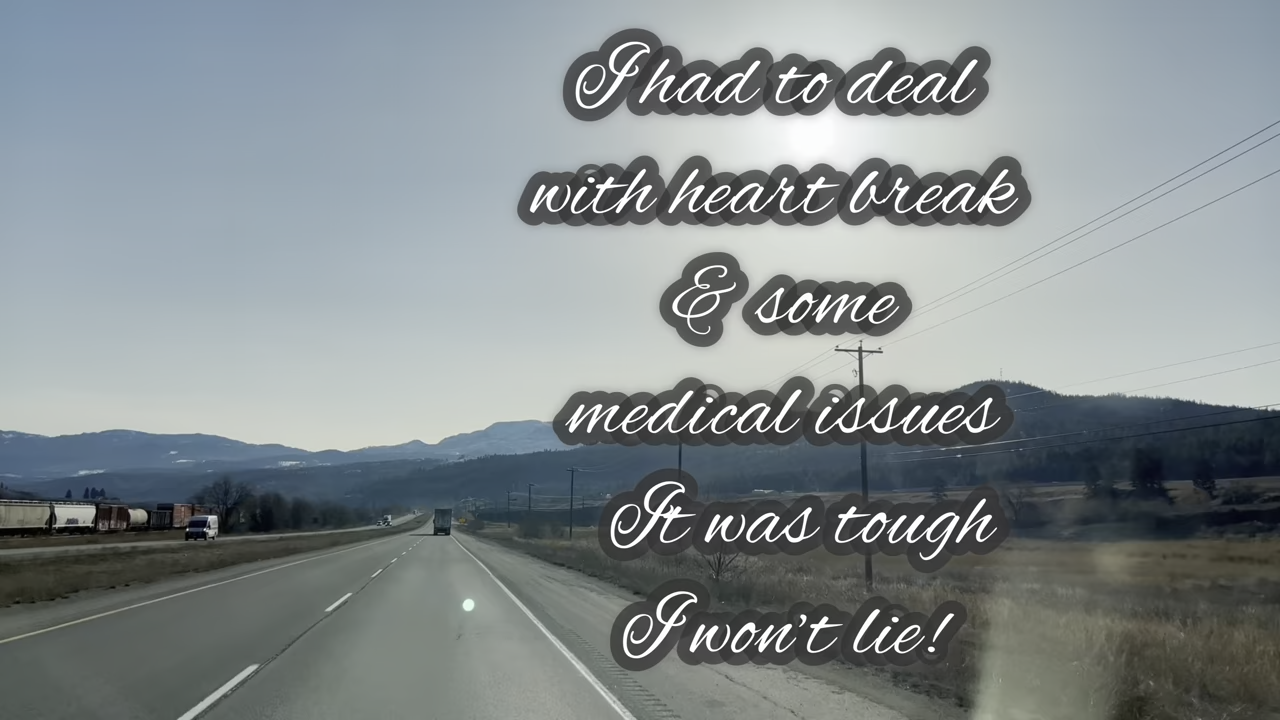 I had to deal
with heart break
& some
medical issues
It was tough
I won't lie!